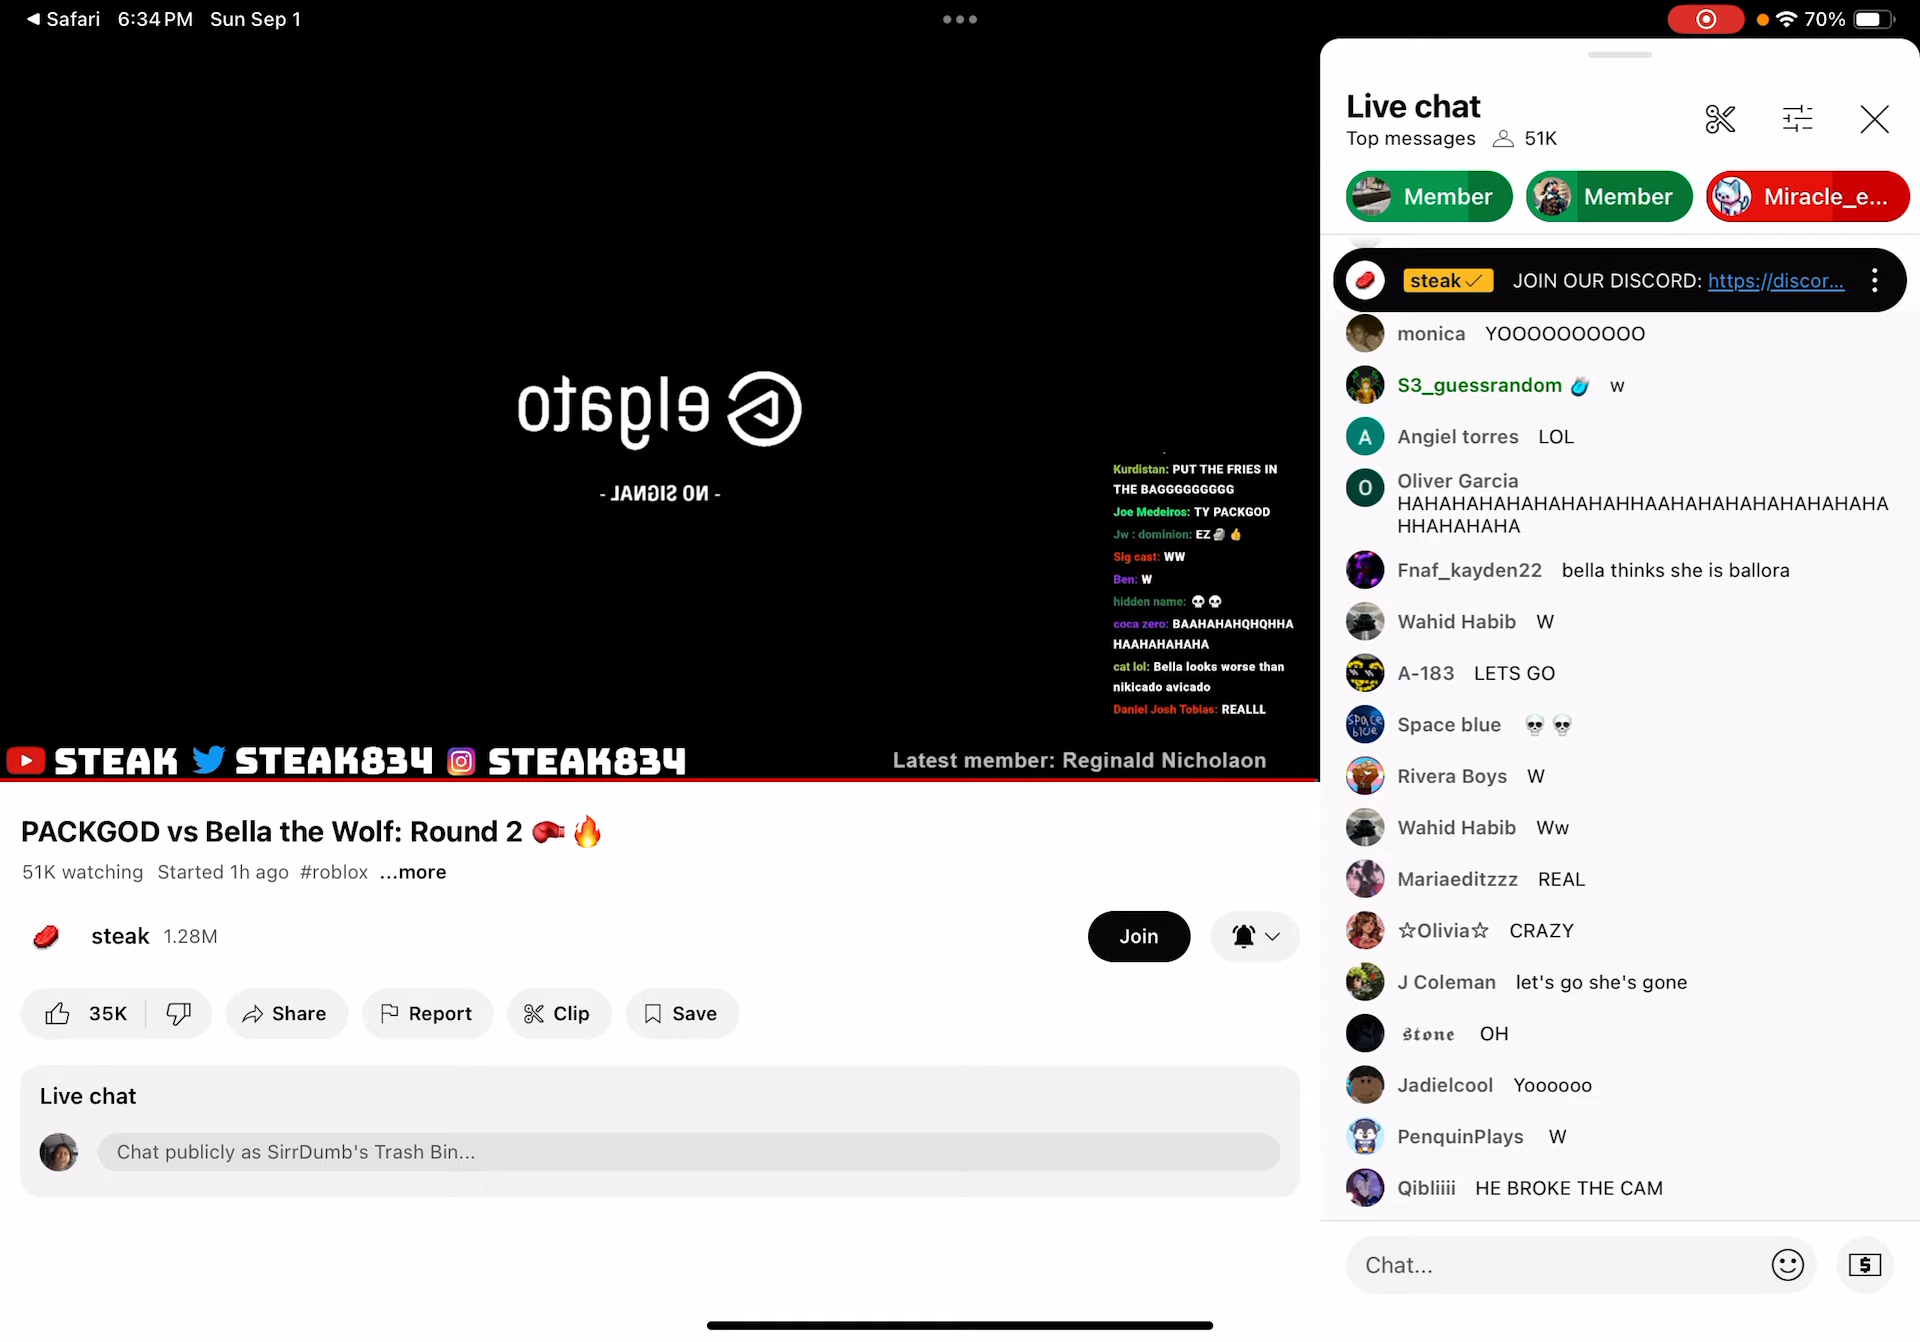 Safari 6:34 PM Sun Sep 1
70%
elgato
- NO SIGNAL -
Kurdistan: PUT THE FRIES IN
THE BAGGGGGGGGG
Joe Medeiros: TY PACKGOD
Jw : dominion: EZ🗿👍
Sig cast: WW
Ben: W
hidden name: 💀💀
coca zero: BAAHAHAHQHQHHA
HAAHAHAHAHA
cat lol: Bella looks worse than
nikicado avicado
Daniel Josh Tobias: REALLL
STEAK STEAK834 STEAK834
Latest member: Reginald Nicholaon
PACKGOD vs Bella the Wolf: Round 2 🥊🔥
51K watching Started 1h ago #roblox ...more
steak 1.28M
Join
35K Share Report Clip Save
Live chat
Chat publicly as SirrDumb's Trash Bin...
Live chat
Top messages 51K
Member Member Miracle_e...
steak✓ JOIN OUR DISCORD: https://discor...
monica YOOOOOOOOOO
S3_guessrandom w
A Angiel torres LOL
O Oliver Garcia
HAHAHAHAHAHAHAHHAAHAHAHAHAHAHAHA
HHAHAHAHA
Fnaf_kayden22 bella thinks she is ballora
Wahid Habib W
A-183 LETS GO
space blue Space blue 💀💀
Rivera Boys W
Wahid Habib Ww
Mariaeditzzz REAL
☆Olivia☆ CRAZY
J Coleman let's go she's gone
𝖘𝖙𝖔𝖓𝖊 OH
Jadielcool Yoooooo
PenquinPlays W
Qibliiii HE BROKE THE CAM
Chat...
$